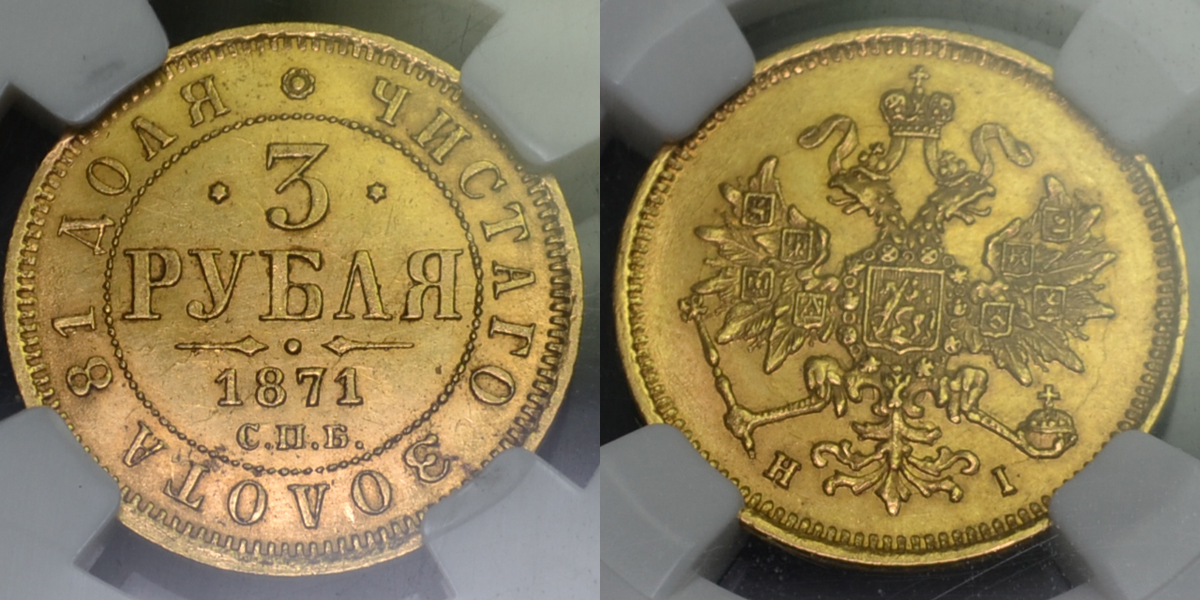 ЧИСТАГО ЗОЛОТА 81 ДОЛЯ
3
РУБЛЯ
1871
С.П.Б.
Н I